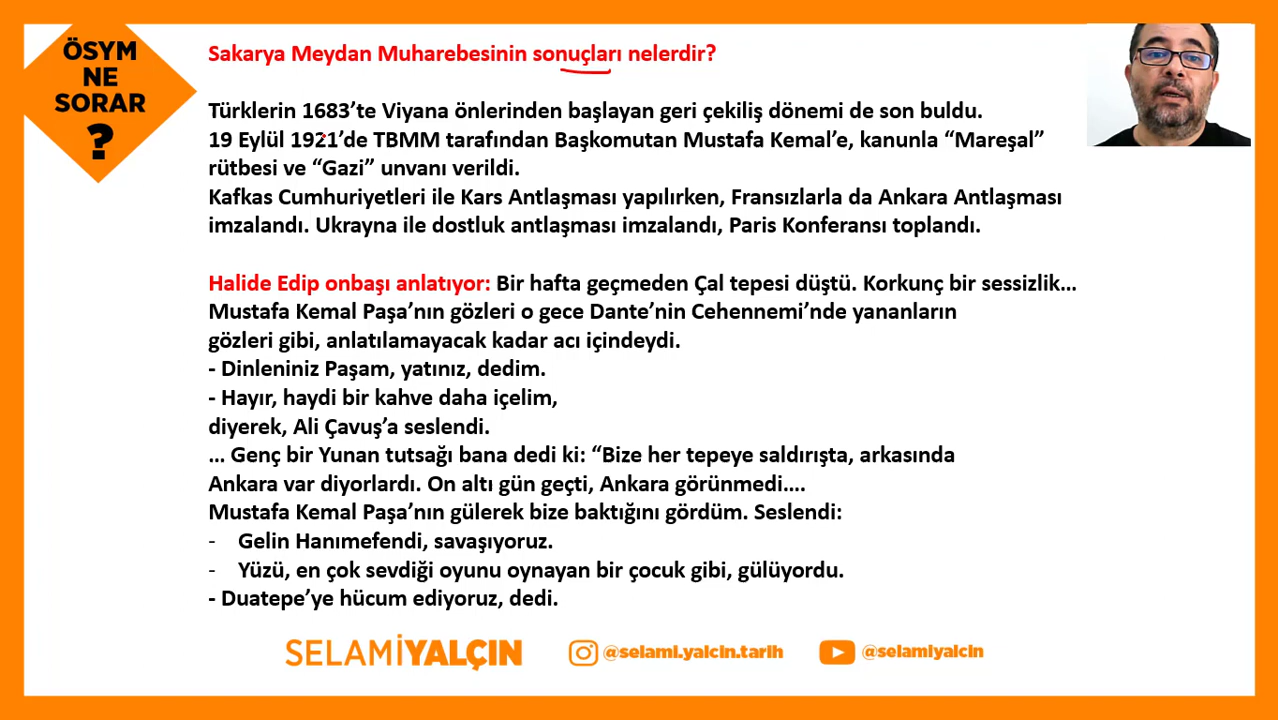 ÖSYM
NE
SORAR
?
Sakarya Meydan Muharebesinin sonuçları nelerdir?
Türklerin 1683’te Viyana önlerinden başlayan geri çekiliş dönemi de son buldu.
19 Eylül 1921’de TBMM tarafından Başkomutan Mustafa Kemal’e, kanunla “Mareşal”
rütbesi ve “Gazi” unvanı verildi.
Kafkas Cumhuriyetleri ile Kars Antlaşması yapılırken, Fransızlarla da Ankara Antlaşması
imzalandı. Ukrayna ile dostluk antlaşması imzalandı, Paris Konferansı toplandı.
Halide Edip onbaşı anlatıyor: Bir hafta geçmeden Çal tepesi düştü. Korkunç bir sessizlik...
Mustafa Kemal Paşa’nın gözleri o gece Dante’nin Cehennemi’nde yananların
gözleri gibi, anlatılamayacak kadar acı içindeydi.
- Dinleniniz Paşam, yatınız, dedim.
- Hayır, haydi bir kahve daha içelim,
diyerek, Ali Çavuş’a seslendi.
... Genç bir Yunan tutsağı bana dedi ki: “Bize her tepeye saldırışta, arkasında
Ankara var diyorlardı. On altı gün geçti, Ankara görünmedi....
Mustafa Kemal Paşa’nın gülerek bize baktığını gördüm. Seslendi:
- Gelin Hanımefendi, savaşıyoruz.
- Yüzü, en çok sevdiği oyunu oynayan bir çocuk gibi, gülüyordu.
- Duatepe’ye hücum ediyoruz, dedi.
SELAMİYALÇIN @selami.yalcin.tarih @selamiyalcin